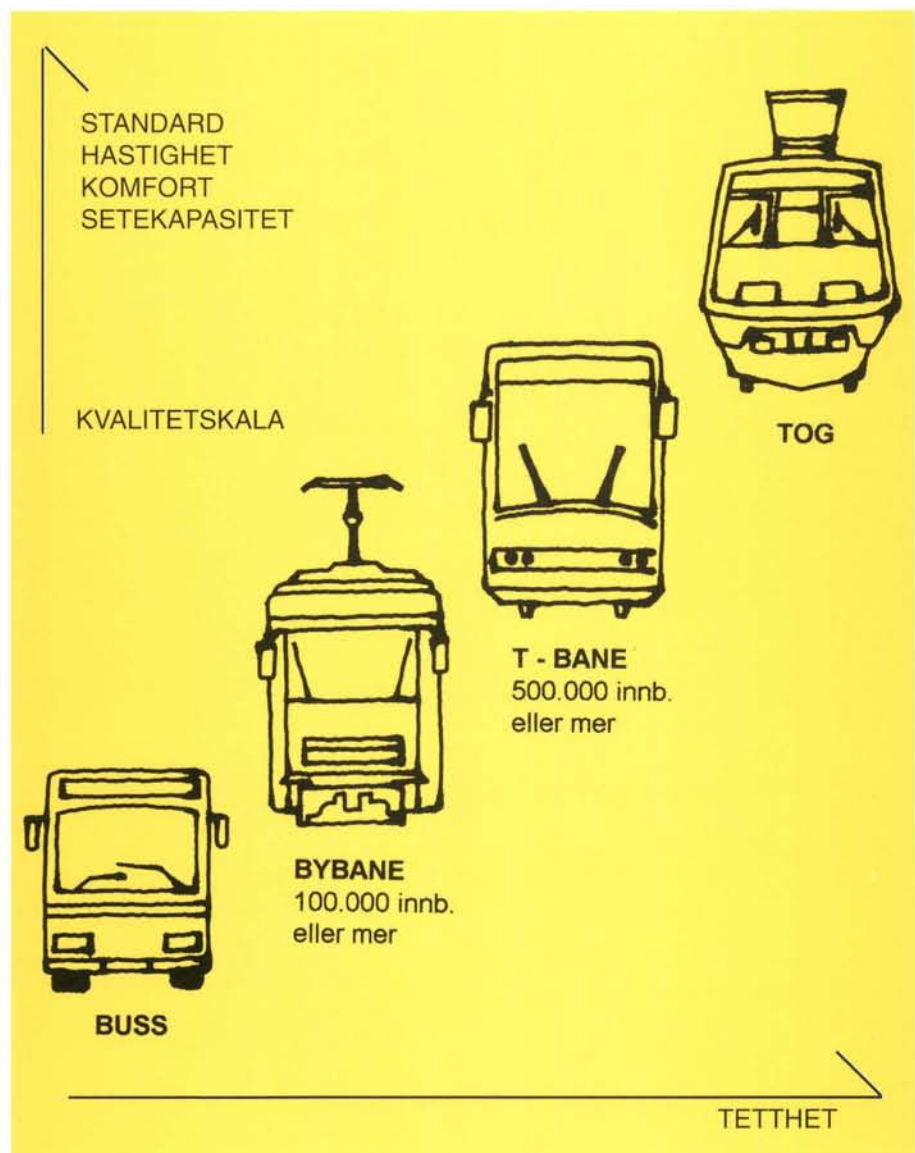 STANDARD
HASTIGHET
KOMFORT
SETEKAPASITET
KVALITETSKALA
TOG
T - BANE
500.000 innb.
eller mer
BYBANE
100.000 innb.
eller mer
BUSS
TETTHET